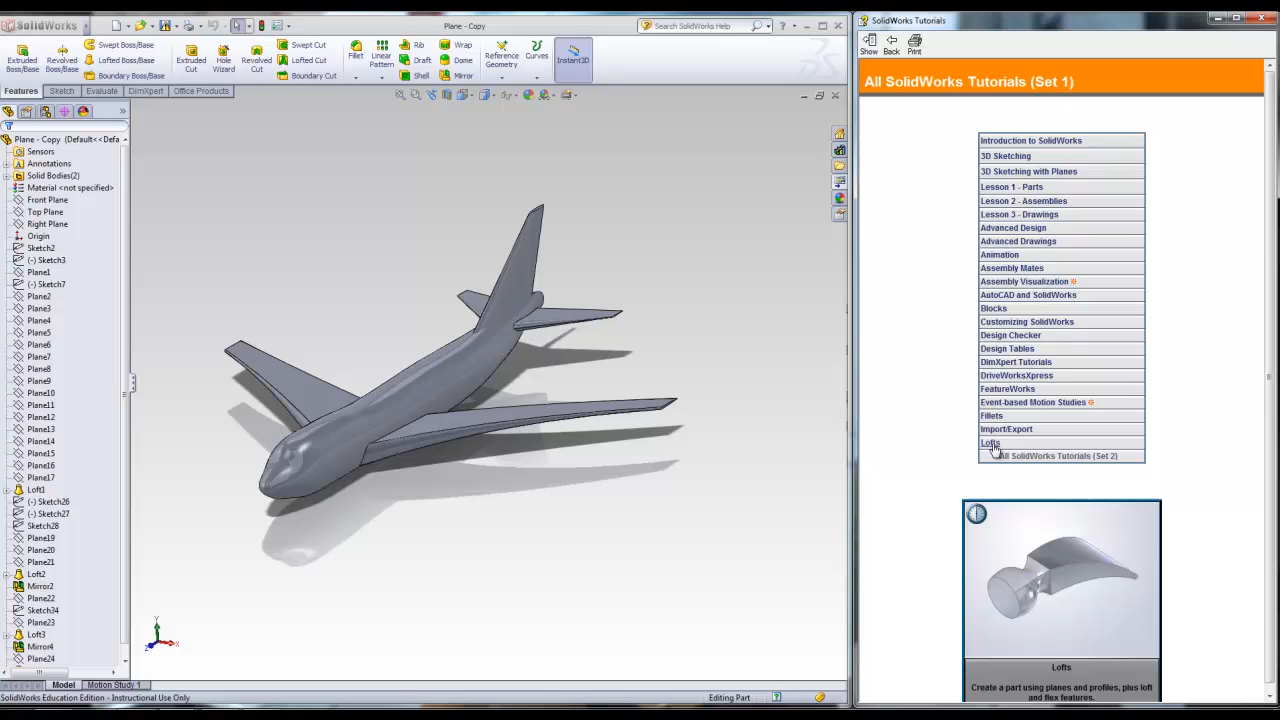 SolidWorks
Plane - Copy
Search SolidWorks Help
SolidWorks Tutorials
Extruded Boss/Base
Revolved Boss/Base
Swept Boss/Base
Lofted Boss/Base
Boundary Boss/Base
Extruded Cut
Hole Wizard
Revolved Cut
Swept Cut
Lofted Cut
Boundary Cut
Fillet
Linear Pattern
Rib
Draft
Shell
Wrap
Dome
Mirror
Reference Geometry
Curves
Instant3D
Features
Sketch
Evaluate
DimXpert
Office Products
Plane - Copy (Default<<Defa
Sensors
Annotations
Solid Bodies(2)
Material <not specified>
Front Plane
Top Plane
Right Plane
Origin
Sketch2
(-) Sketch3
Plane1
(-) Sketch7
Plane2
Plane3
Plane4
Plane5
Plane6
Plane7
Plane8
Plane9
Plane10
Plane11
Plane12
Plane13
Plane14
Plane15
Plane16
Plane17
Loft1
(-) Sketch26
(-) Sketch27
Sketch28
Plane19
Plane20
Plane21
Loft2
Mirror2
Plane22
Sketch34
Plane23
Loft3
Mirror4
Plane24
Y
X
Z
Model
Motion Study 1
SolidWorks Education Edition - Instructional Use Only
Editing Part
Show
Back
Print
All SolidWorks Tutorials (Set 1)
Introduction to SolidWorks
3D Sketching
3D Sketching with Planes
Lesson 1 - Parts
Lesson 2 - Assemblies
Lesson 3 - Drawings
Advanced Design
Advanced Drawings
Animation
Assembly Mates
Assembly Visualization
AutoCAD and SolidWorks
Blocks
Customizing SolidWorks
Design Checker
Design Tables
DimXpert Tutorials
DriveWorksXpress
FeatureWorks
Event-based Motion Studies
Fillets
Import/Export
Lofts
All SolidWorks Tutorials (Set 2)
Lofts
Create a part using planes and profiles, plus loft
and flex features.